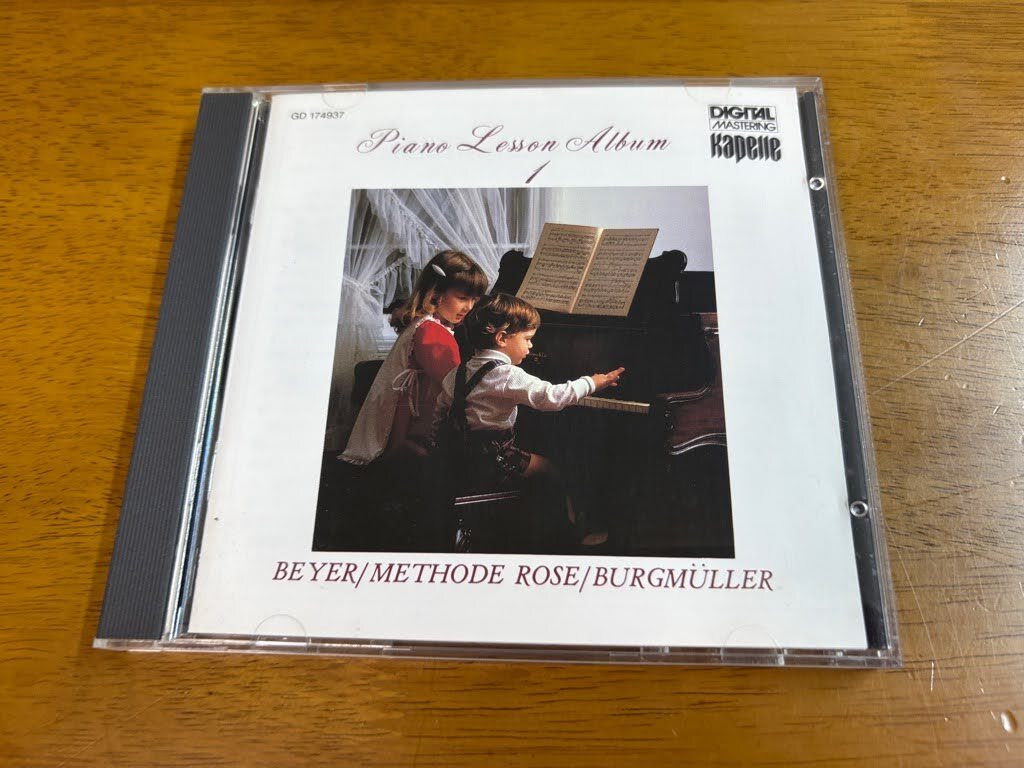 GD 174937
DIGITAL
MASTERING
Kapelle
Piano Lesson Album
1
BEYER/METHODE ROSE/BURGMÜLLER